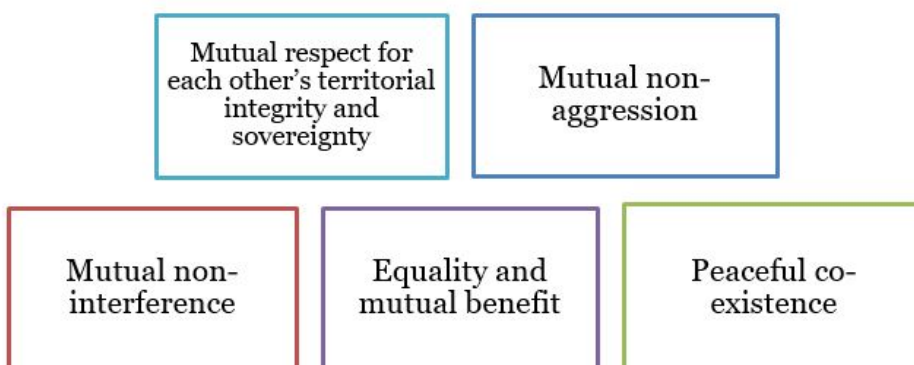 Mutual respect for
each other’s territorial
integrity and
sovereignty
Mutual non-
aggression
Mutual non-
interference
Equality and
mutual benefit
Peaceful co-
existence